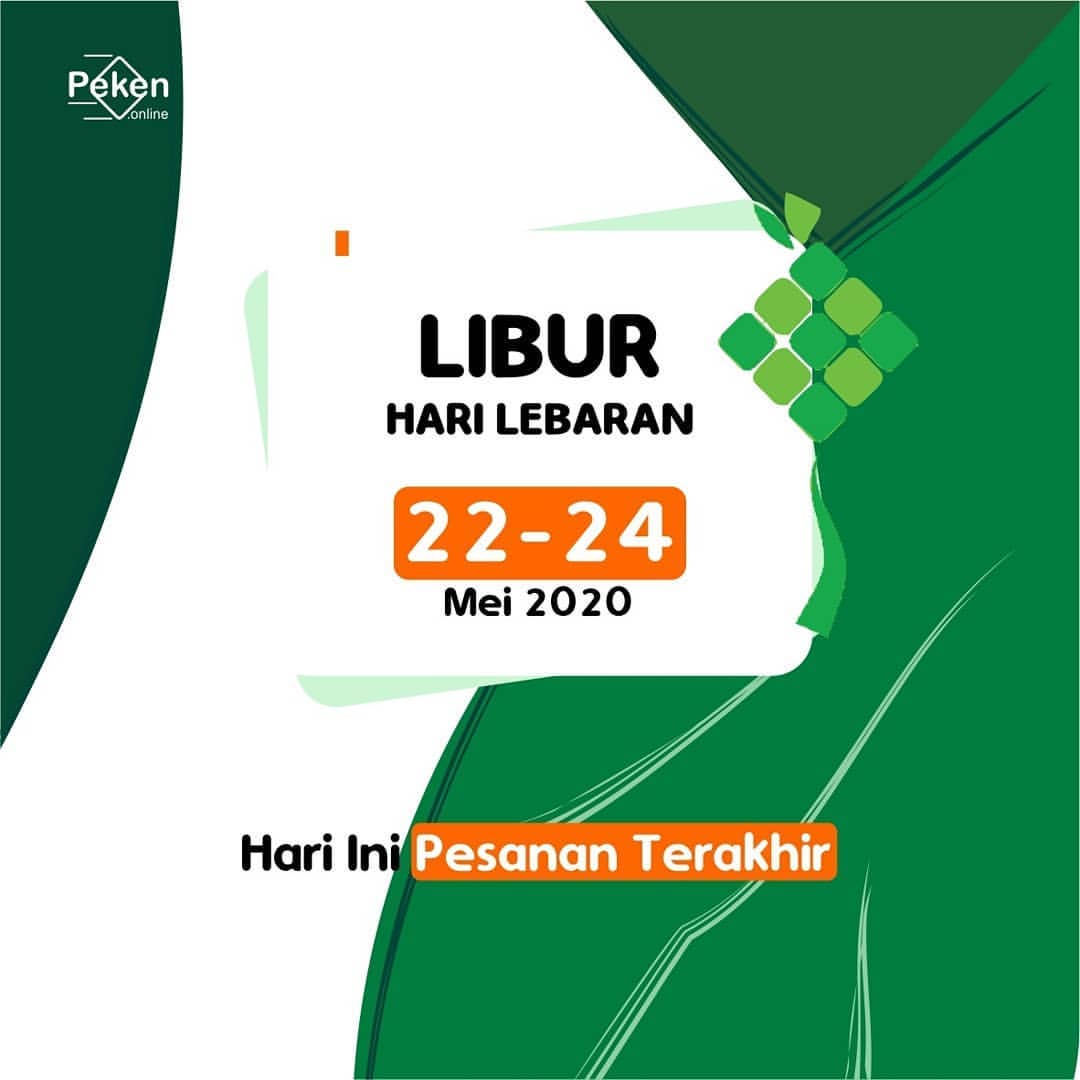 Peken
.online
LIBUR
HARI LEBARAN
22-24
Mei 2020
Hari Ini Pesanan Terakhir